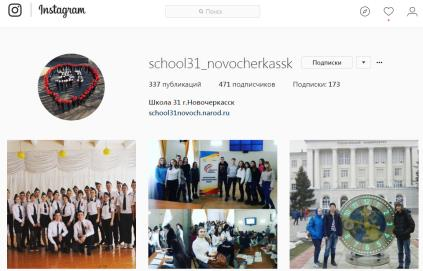 Instagram
Поиск
school31_novocherkassk
Подписки
337 публикаций
471 подписчиков
Подписки: 173
Школа 31 г.Новочеркасск
school31novoch.narod.ru